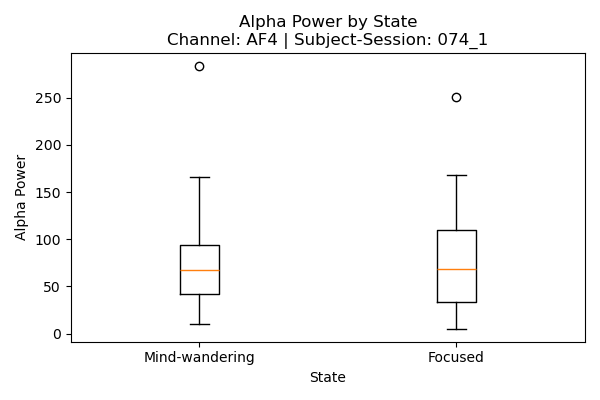 Alpha Power by State
Channel: AF4 | Subject-Session: 074_1
Alpha Power
250
200
150
100
50
0
Mind-wandering
Focused
State